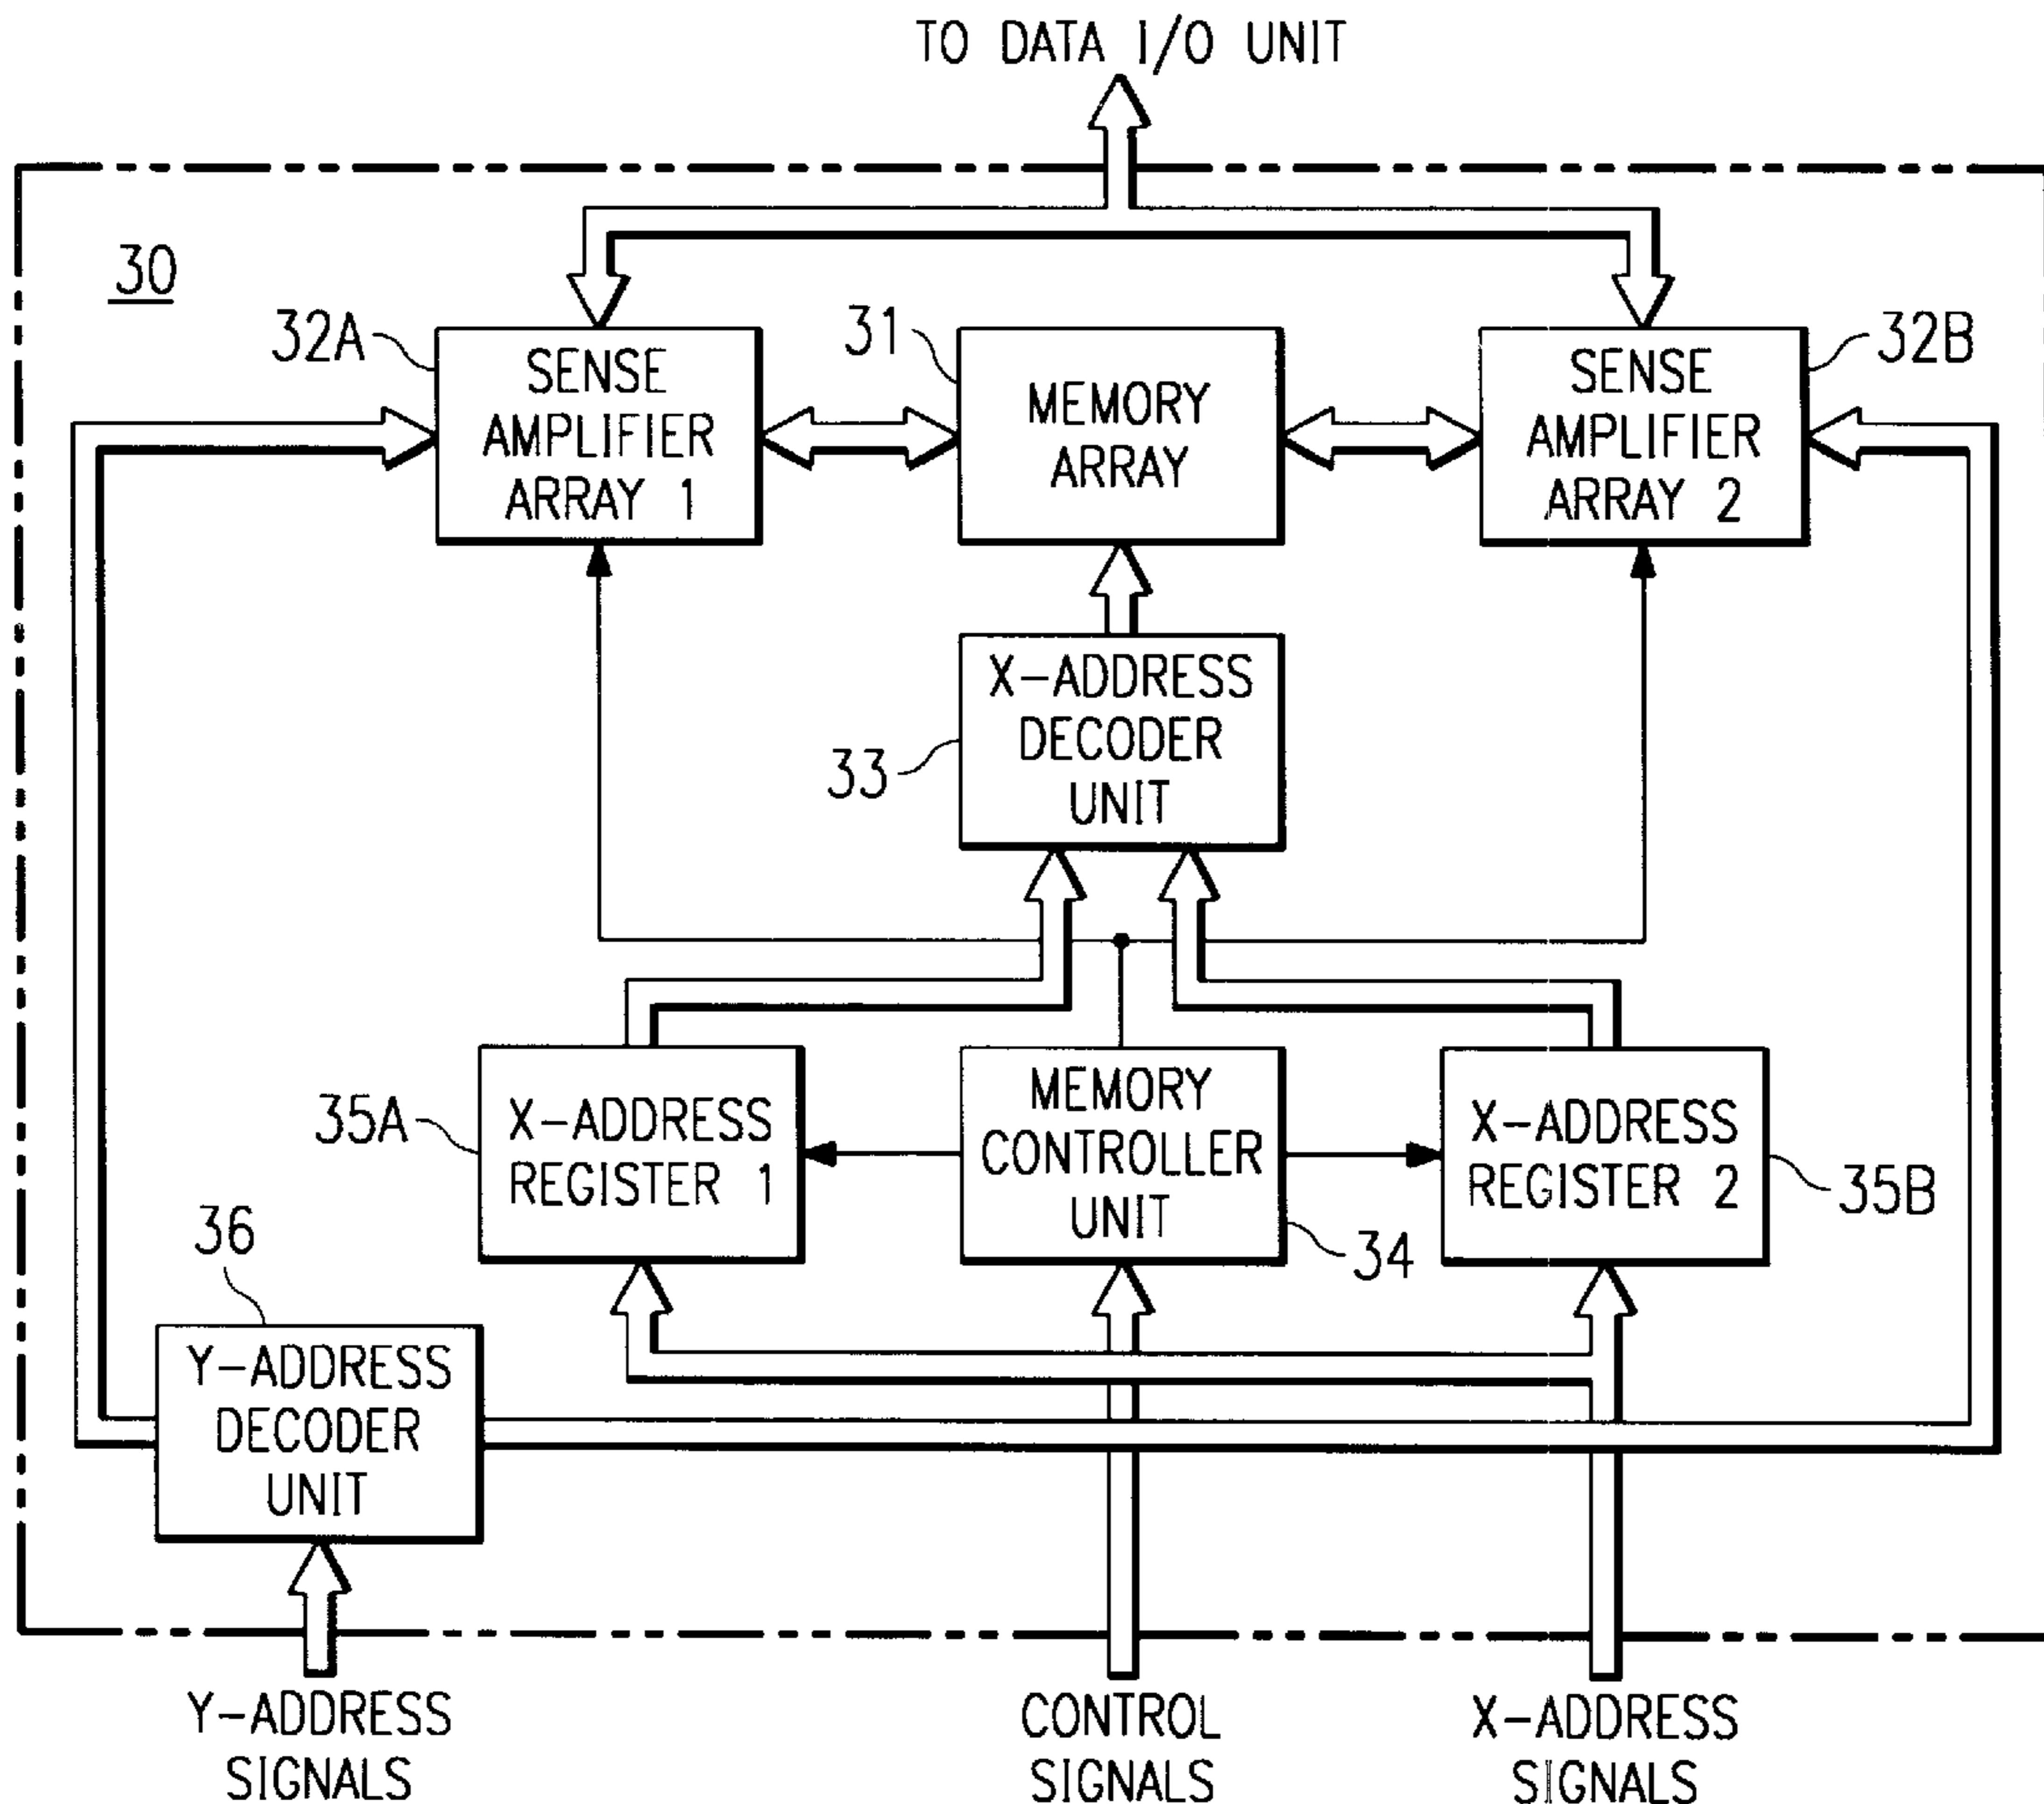 TO DATA I/O UNIT
30
32A
SENSE
AMPLIFIER
ARRAY 1
31
MEMORY
ARRAY
SENSE
AMPLIFIER
ARRAY 2
32B
33
X-ADDRESS
DECODER
UNIT
35A
X-ADDRESS
REGISTER 1
MEMORY
CONTROLLER
UNIT
34
X-ADDRESS
REGISTER 2
35B
36
Y-ADDRESS
DECODER
UNIT
Y-ADDRESS
SIGNALS
CONTROL
SIGNALS
X-ADDRESS
SIGNALS